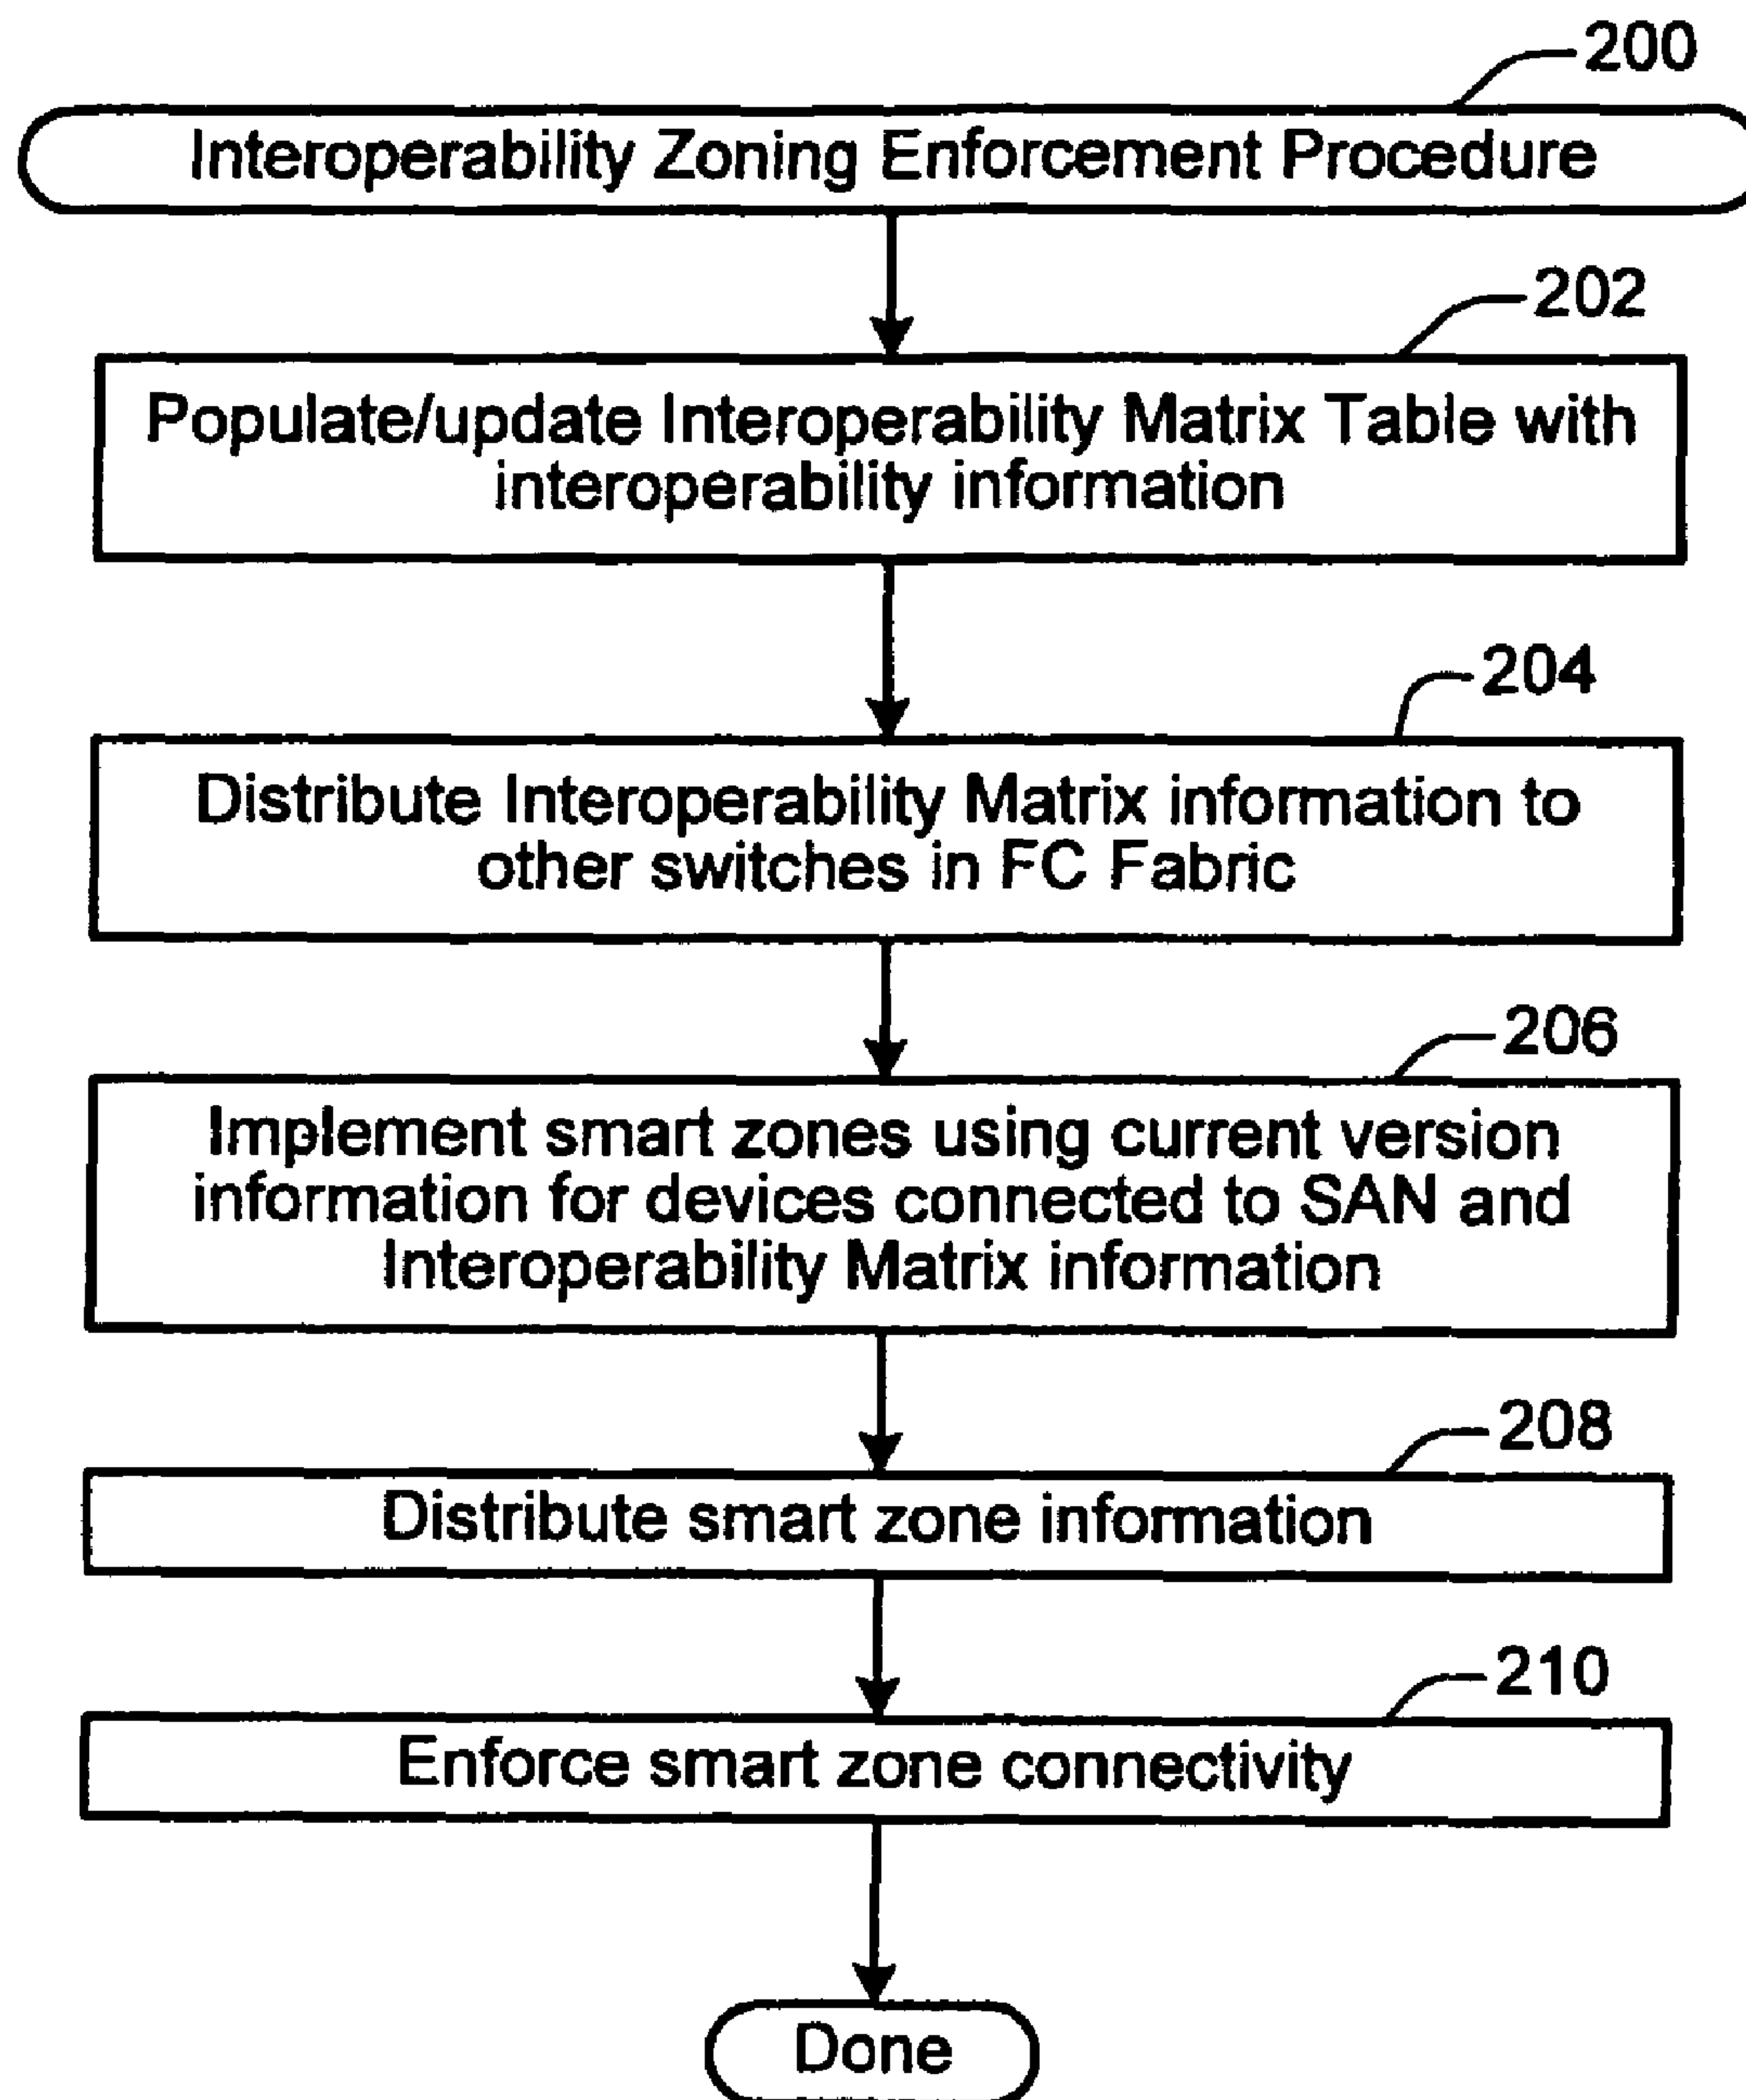 200
Interoperability Zoning Enforcement Procedure
202
Populate/update Interoperability Matrix Table with
interoperability information
204
Distribute Interoperability Matrix information to
other switches in FC Fabric
206
Implement smart zones using current version
information for devices connected to SAN and
Interoperability Matrix information
208
Distribute smart zone information
210
Enforce smart zone connectivity
Done